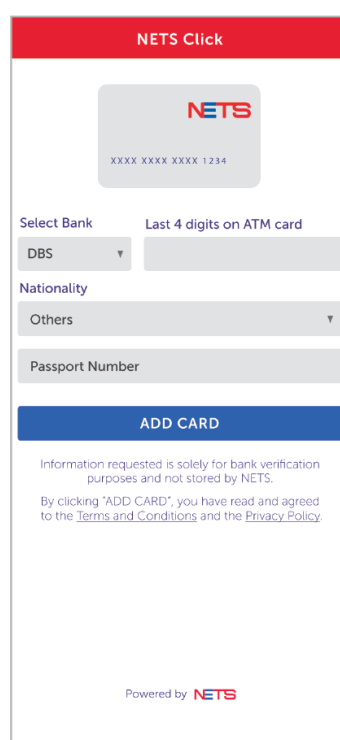 NETS Click
NETS
XXXX XXXX XXXX 1234
Select Bank Last 4 digits on ATM card
DBS
Nationality
Others
Passport Number
ADD CARD
Information requested is solely for bank verification
purposes and not stored by NETS.
By clicking "ADD CARD", you have read and agreed
to the Terms and Conditions and the Privacy Policy.
Powered by NETS